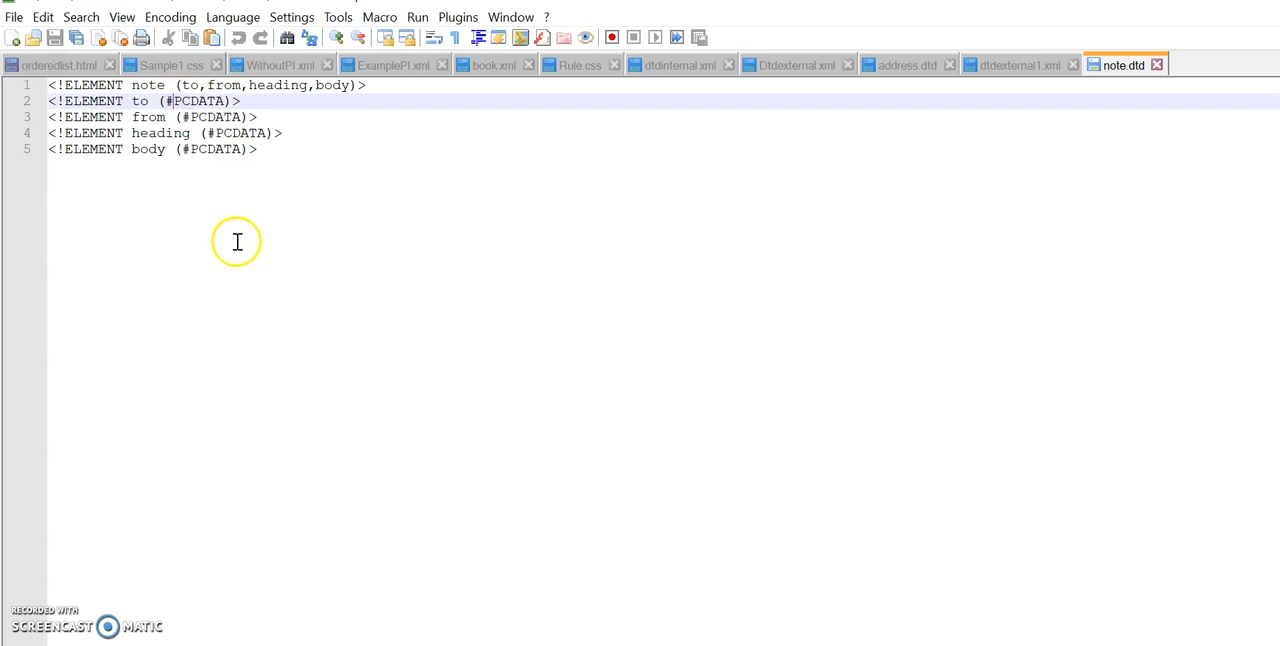 File Edit Search View Encoding Language Settings Tools Macro Run Plugins Window ?
orderedlist.html Sample1.css WithoutPI.xml ExamplePI.xml book.xml Rule.css dtdinternal.xml Dtdexternal.xml address.dtd dtdexternal1.xml note.dtd
1 <!ELEMENT note (to,from,heading,body)>
2 <!ELEMENT to (#PCDATA)>
3 <!ELEMENT from (#PCDATA)>
4 <!ELEMENT heading (#PCDATA)>
5 <!ELEMENT body (#PCDATA)>
RECORDED WITH
SCREENCAST MATIC